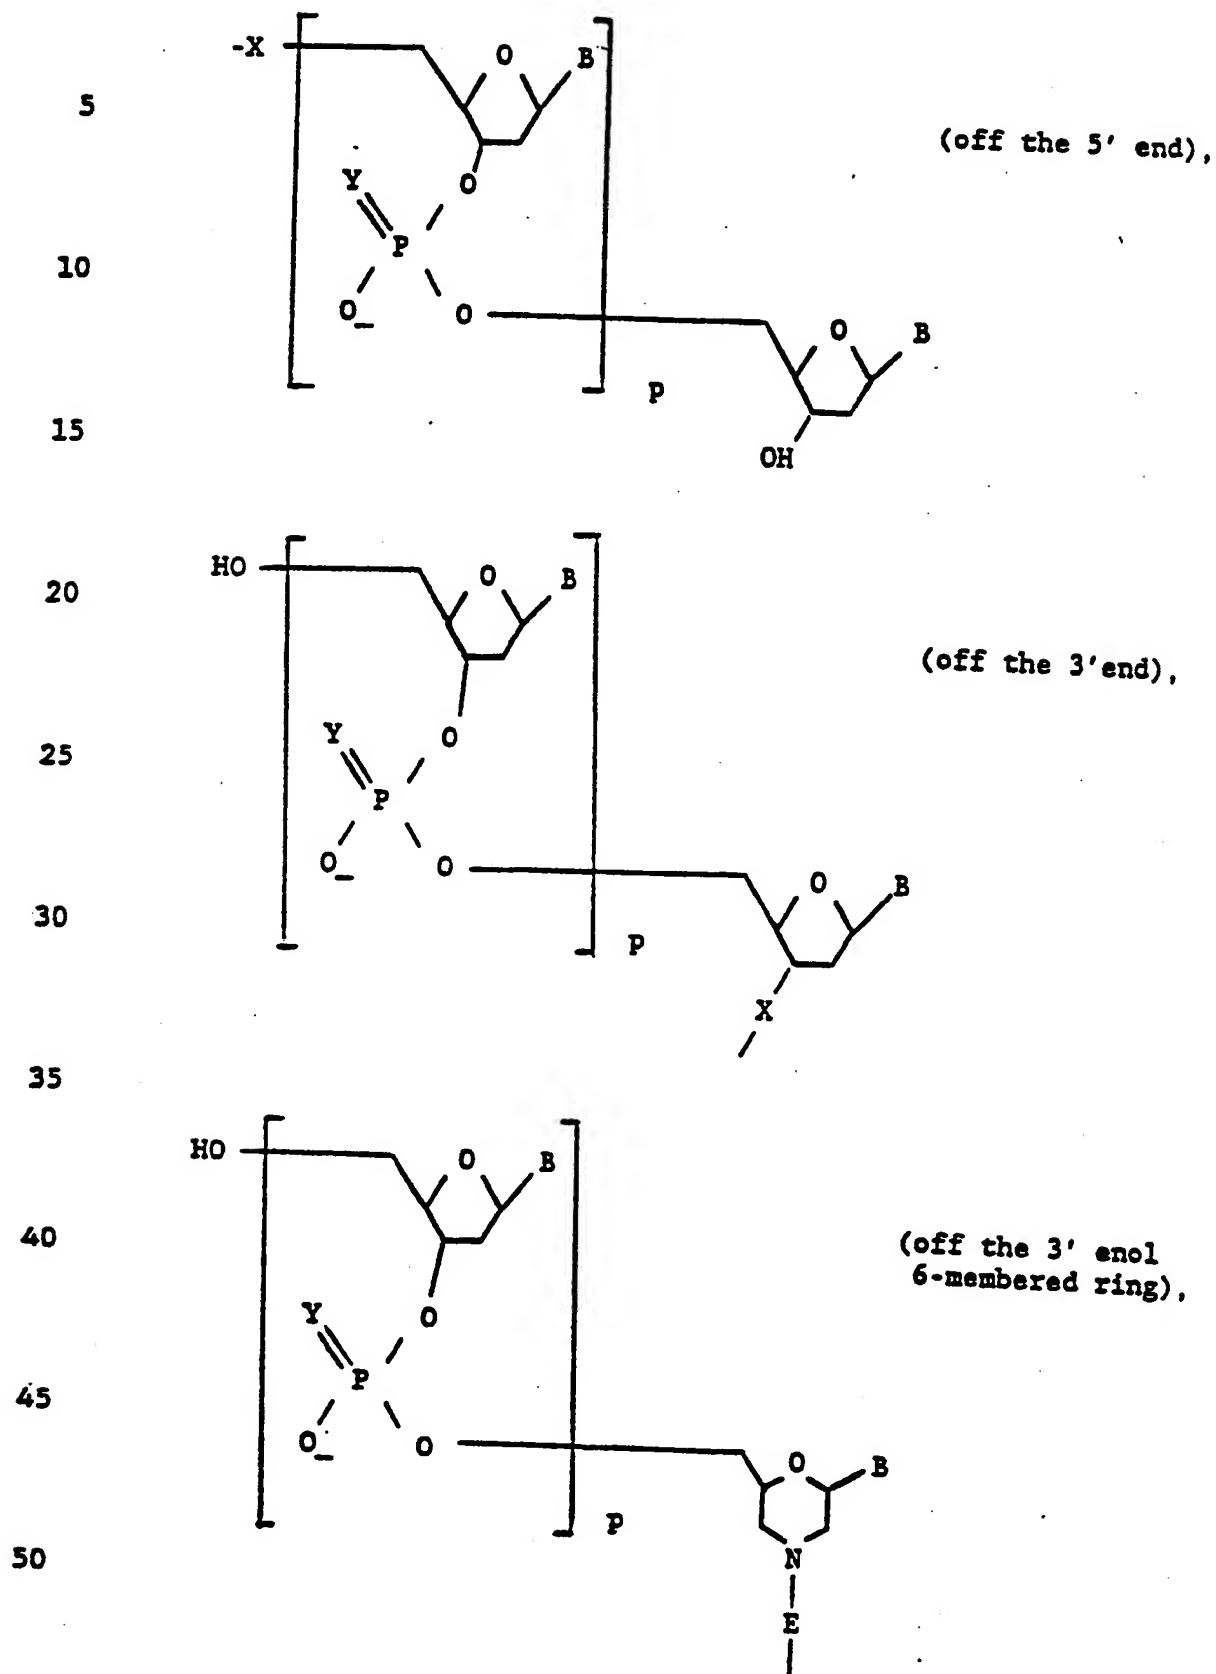 -X O B
5
(off the 5' end),
Y O
P
10
O_ O O B
p
15
OH
HO O B
20
(off the 3'end),
Y O
25
P
O_ O O B
30
p
X
35
HO O B
40
(off the 3' enol
6-membered ring),
Y O
P
45
O_ O O B
p
50
N
E